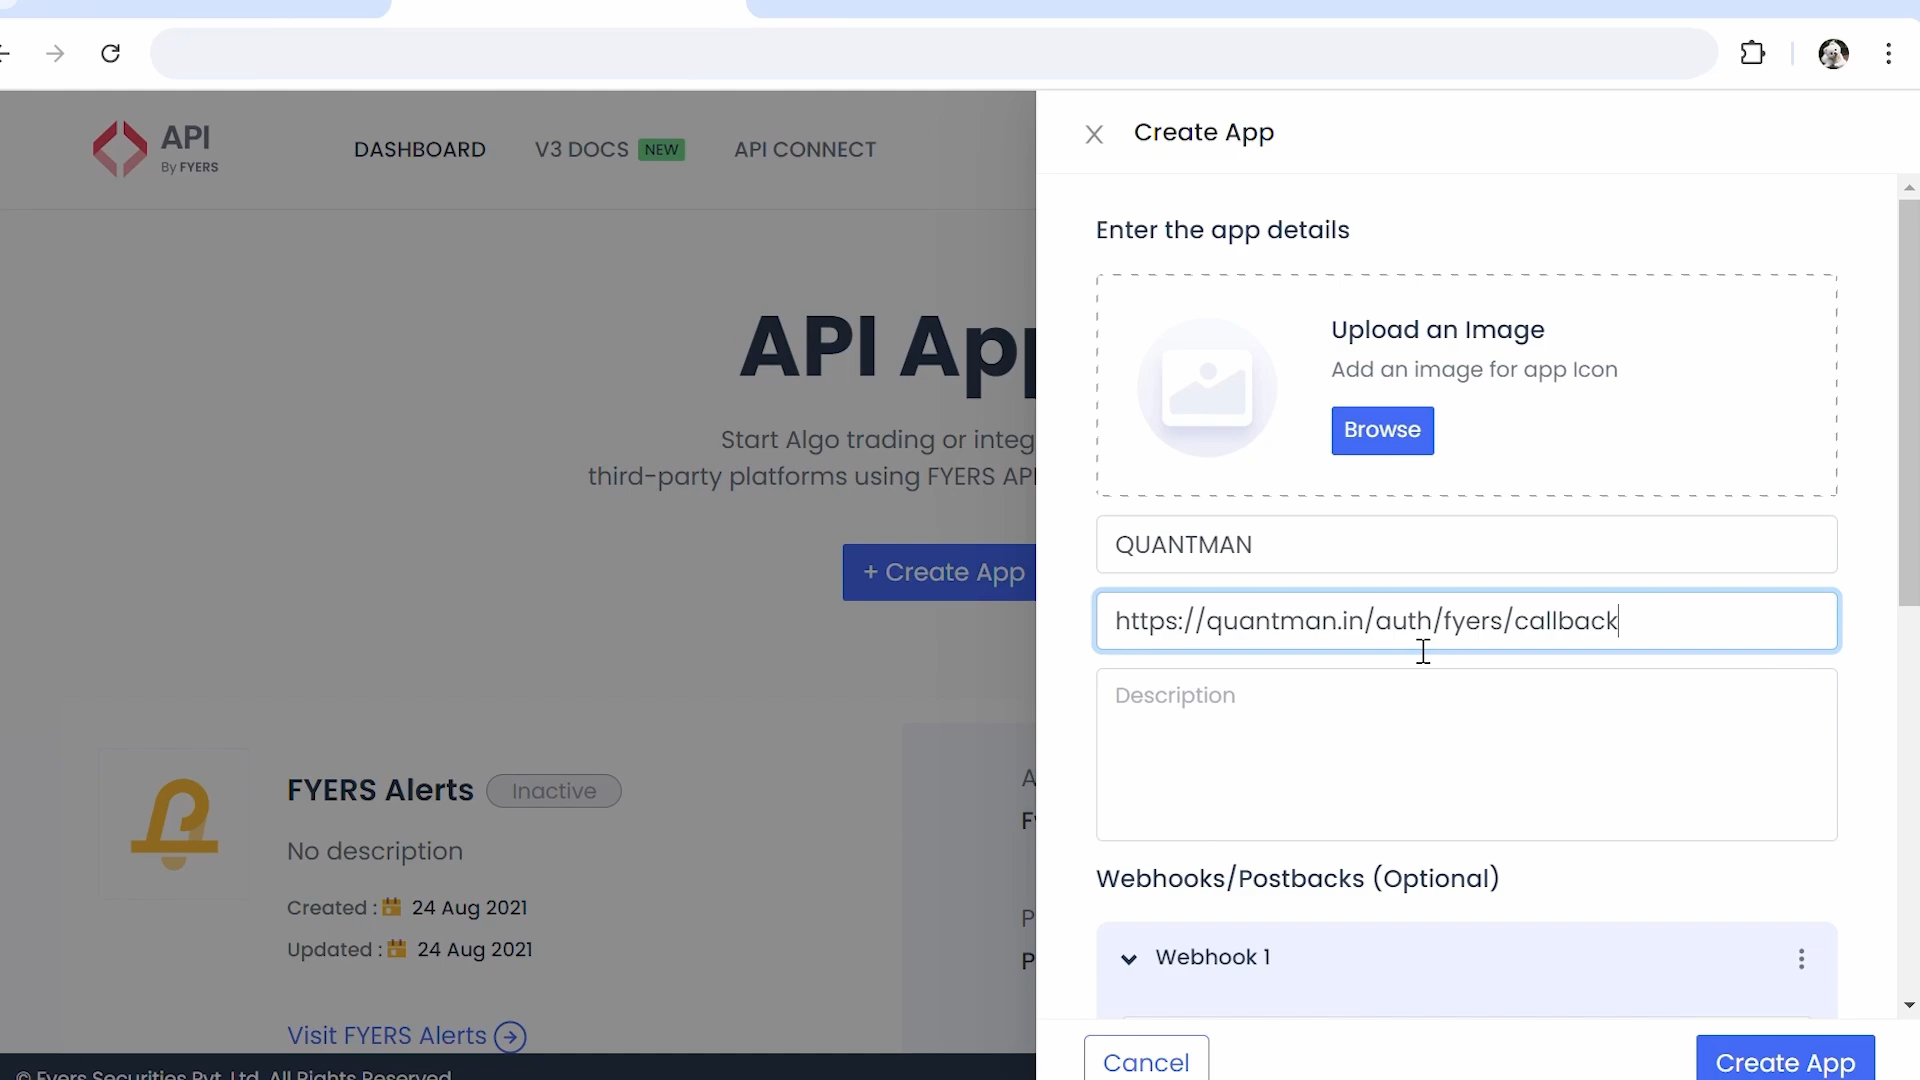 API
By FYERS
DASHBOARD
V3 DOCS NEW
API CONNECT
API App
Start Algo trading or integ
third-party platforms using FYERS API
+ Create App
FYERS Alerts Inactive
No description
Created : 24 Aug 2021
Updated : 24 Aug 2021
Visit FYERS Alerts
© Fyers Securities Pvt. Ltd. All Rights Reserved
Create App
Enter the app details
Upload an Image
Add an image for app Icon
Browse
QUANTMAN
https://quantman.in/auth/fyers/callback
Description
Webhooks/Postbacks (Optional)
Webhook 1
Cancel
Create App